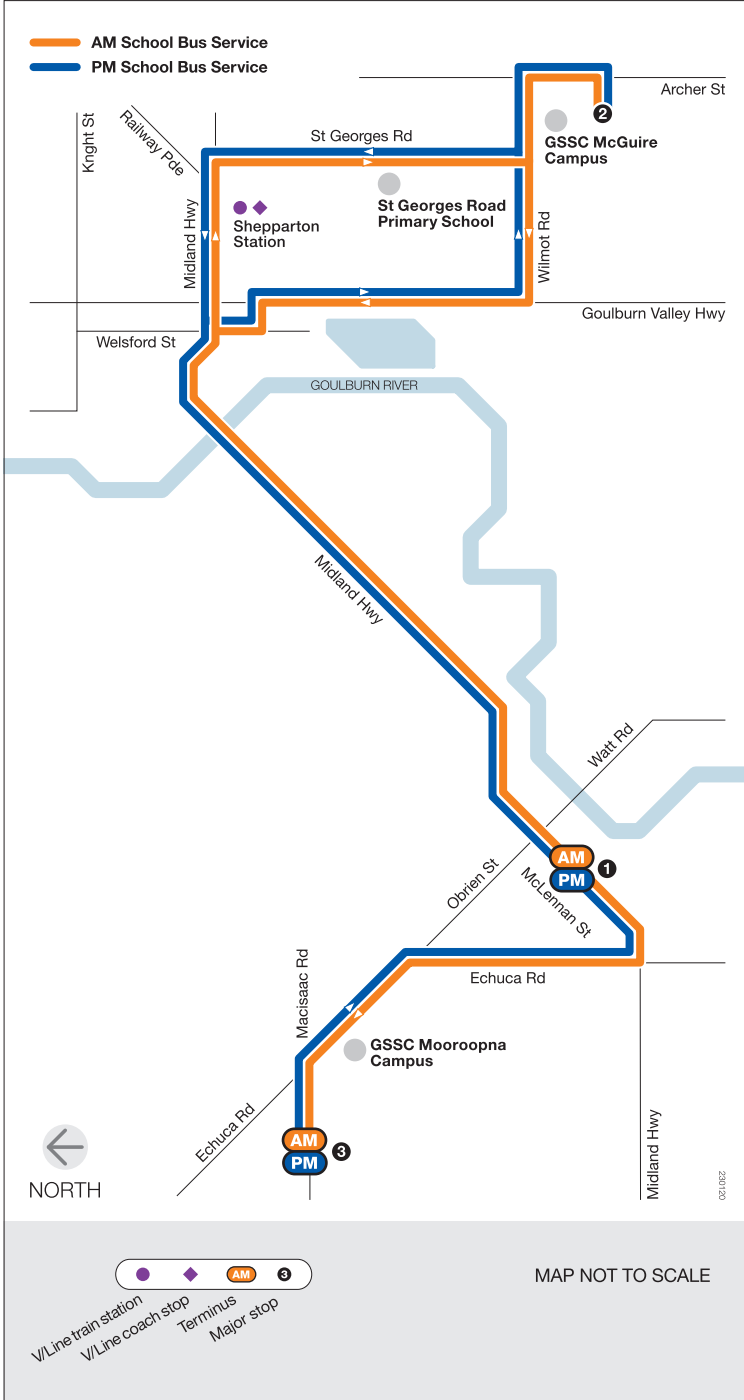 AM School Bus Service
PM School Bus Service
Archer St
2
GSSC McGuire
Campus
Knght St
Railway Pde
St Georges Rd
St Georges Road
Primary School
Midland Hwy
Shepparton
Station
Wilmot Rd
Goulburn Valley Hwy
Welsford St
GOULBURN RIVER
Midland Hwy
Watt Rd
AM
PM
1
Obrien St
McLennan St
Echuca Rd
Macisaac Rd
GSSC Mooroopna
Campus
Echuca Rd
AM
PM
3
Midland Hwy
230120
NORTH
AM
3
V/Line train station
V/Line coach stop
Terminus
Major stop
MAP NOT TO SCALE